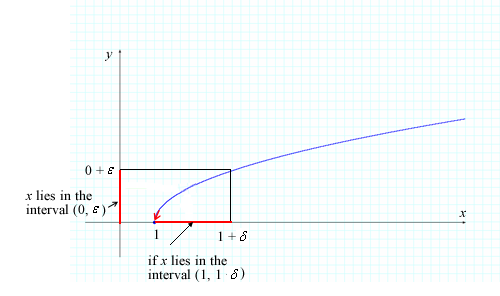 y
0 + ε
x lies in the
interval (0, ε)
x
1
1 + δ
if x lies in the
interval (1, 1 δ)